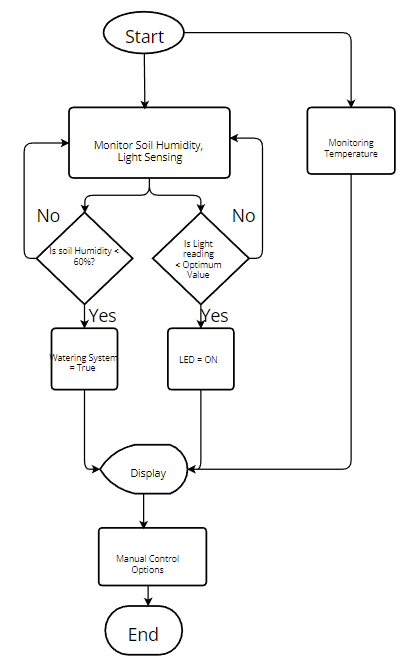 Start
Monitor Soil Humidity,
Light Sensing
Monitoring
Temperature
No
No
Is soil Humidity <
60%?
Is Light
reading
< Optimum
Value
Yes
Yes
Watering System
= True
LED = ON
Display
Manual Control
Options
End